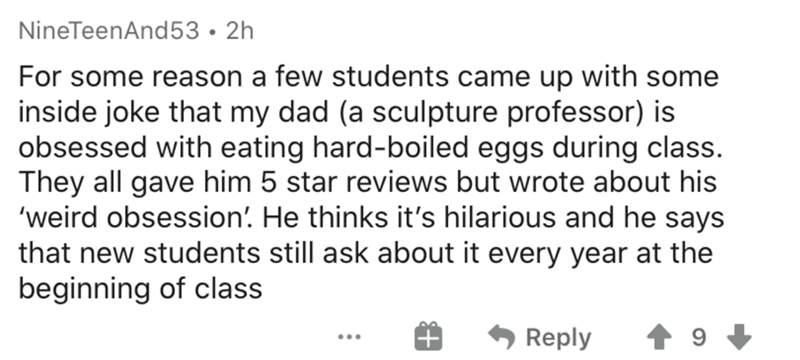 NineTeenAnd53 • 2h
For some reason a few students came up with some
inside joke that my dad (a sculpture professor) is
obsessed with eating hard-boiled eggs during class.
They all gave him 5 star reviews but wrote about his
‘weird obsession’. He thinks it’s hilarious and he says
that new students still ask about it every year at the
beginning of class
Reply 9